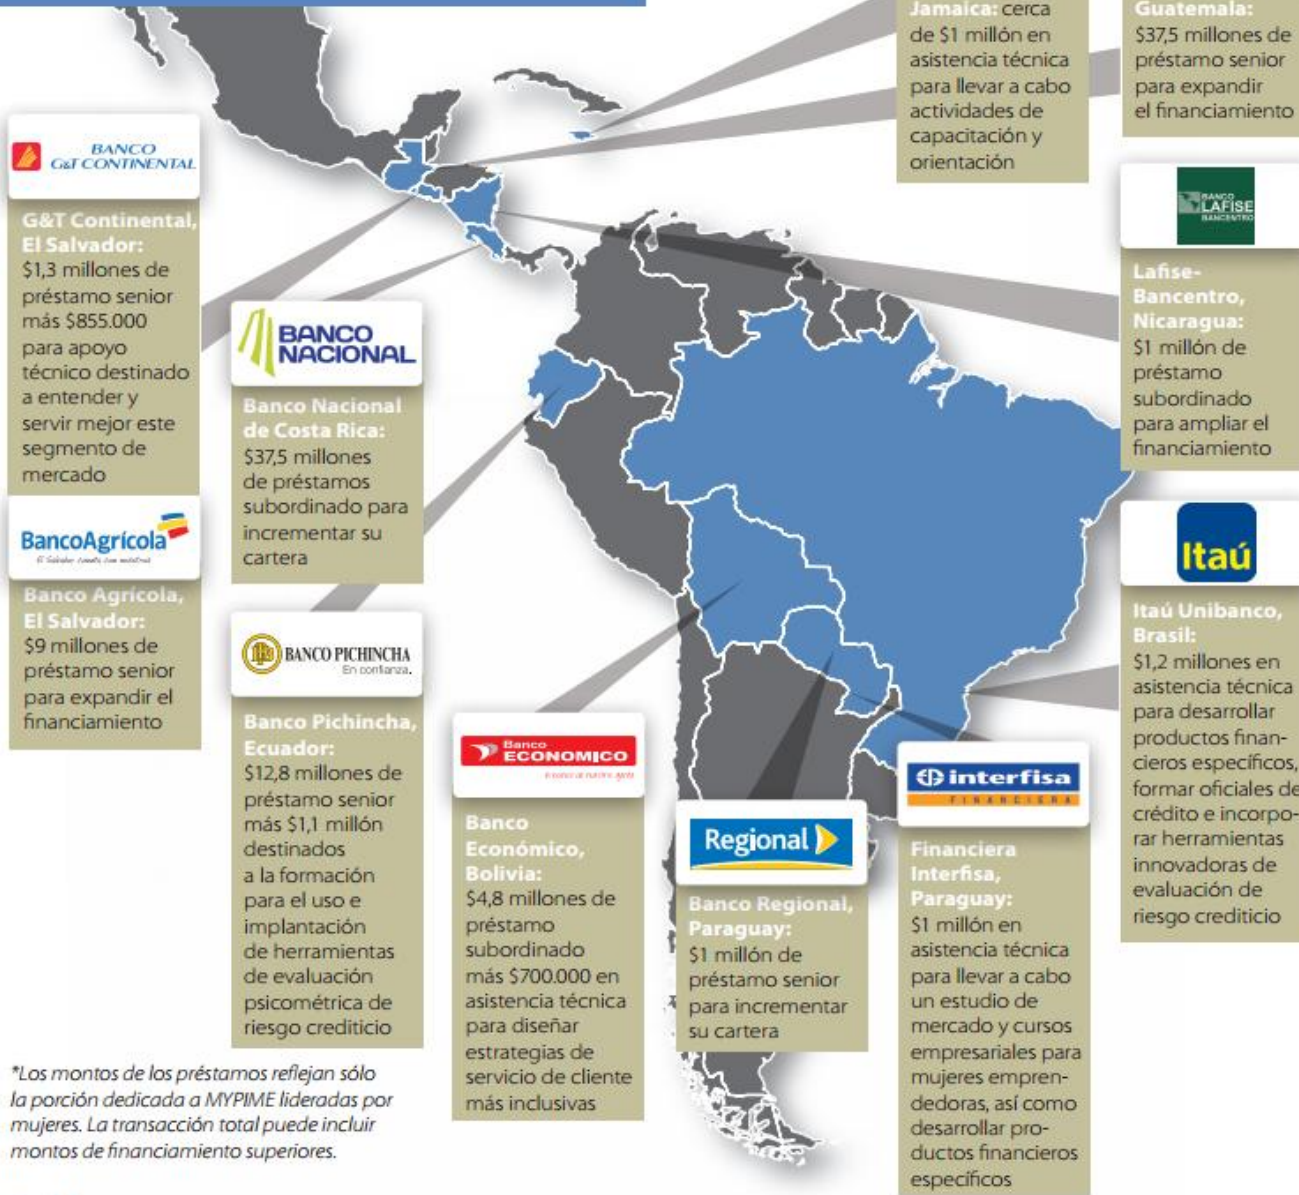 Jamaica: cerca
de $1 millón en
asistencia técnica
para llevar a cabo
actividades de
capacitación y
orientación
Guatemala:
$37,5 millones de
préstamo senior
para expandir
el financiamiento
BANCO
G&T CONTINENTAL
G&T Continental,
El Salvador:
$1,3 millones de
préstamo senior
más $855.000
para apoyo
técnico destinado
a entender y
servir mejor este
segmento de
mercado
BANCO
NACIONAL
Banco Nacional
de Costa Rica:
$37,5 millones
de préstamos
subordinado para
incrementar su
cartera
BANCO
LAFISE
BANCENTRO
Lafise-
Bancentro,
Nicaragua:
$1 millón de
préstamo
subordinado
para ampliar el
financiamiento
BancoAgrícola
Banco Agrícola,
El Salvador:
$9 millones de
préstamo senior
para expandir el
financiamiento
BANCO PICHINCHA
En confianza.
Banco Pichincha,
Ecuador:
$12,8 millones de
préstamo senior
más $1,1 millón
destinados
a la formación
para el uso e
implantación
de herramientas
de evaluación
psicométrica de
riesgo crediticio
Banco
ECONOMICO
Banco
Económico,
Bolivia:
$4,8 millones de
préstamo
subordinado
más $700.000 en
asistencia técnica
para diseñar
estrategias de
servicio de cliente
más inclusivas
Regional
Banco Regional,
Paraguay:
$1 millón de
préstamo senior
para incrementar
su cartera
interfisa
FINANCIERA
Financiera
Interfisa,
Paraguay:
$1 millón en
asistencia técnica
para llevar a cabo
un estudio de
mercado y cursos
empresariales para
mujeres empren-
dedoras, así como
desarrollar pro-
ductos financieros
específicos
Itaú
Itaú Unibanco,
Brasil:
$1,2 millones en
asistencia técnica
para desarrollar
productos finan-
cieros específicos,
formar oficiales de
crédito e incorpo-
rar herramientas
innovadoras de
evaluación de
riesgo crediticio
*Los montos de los préstamos reflejan sólo
la porción dedicada a MYPIME lideradas por
mujeres. La transacción total puede incluir
montos de financiamiento superiores.